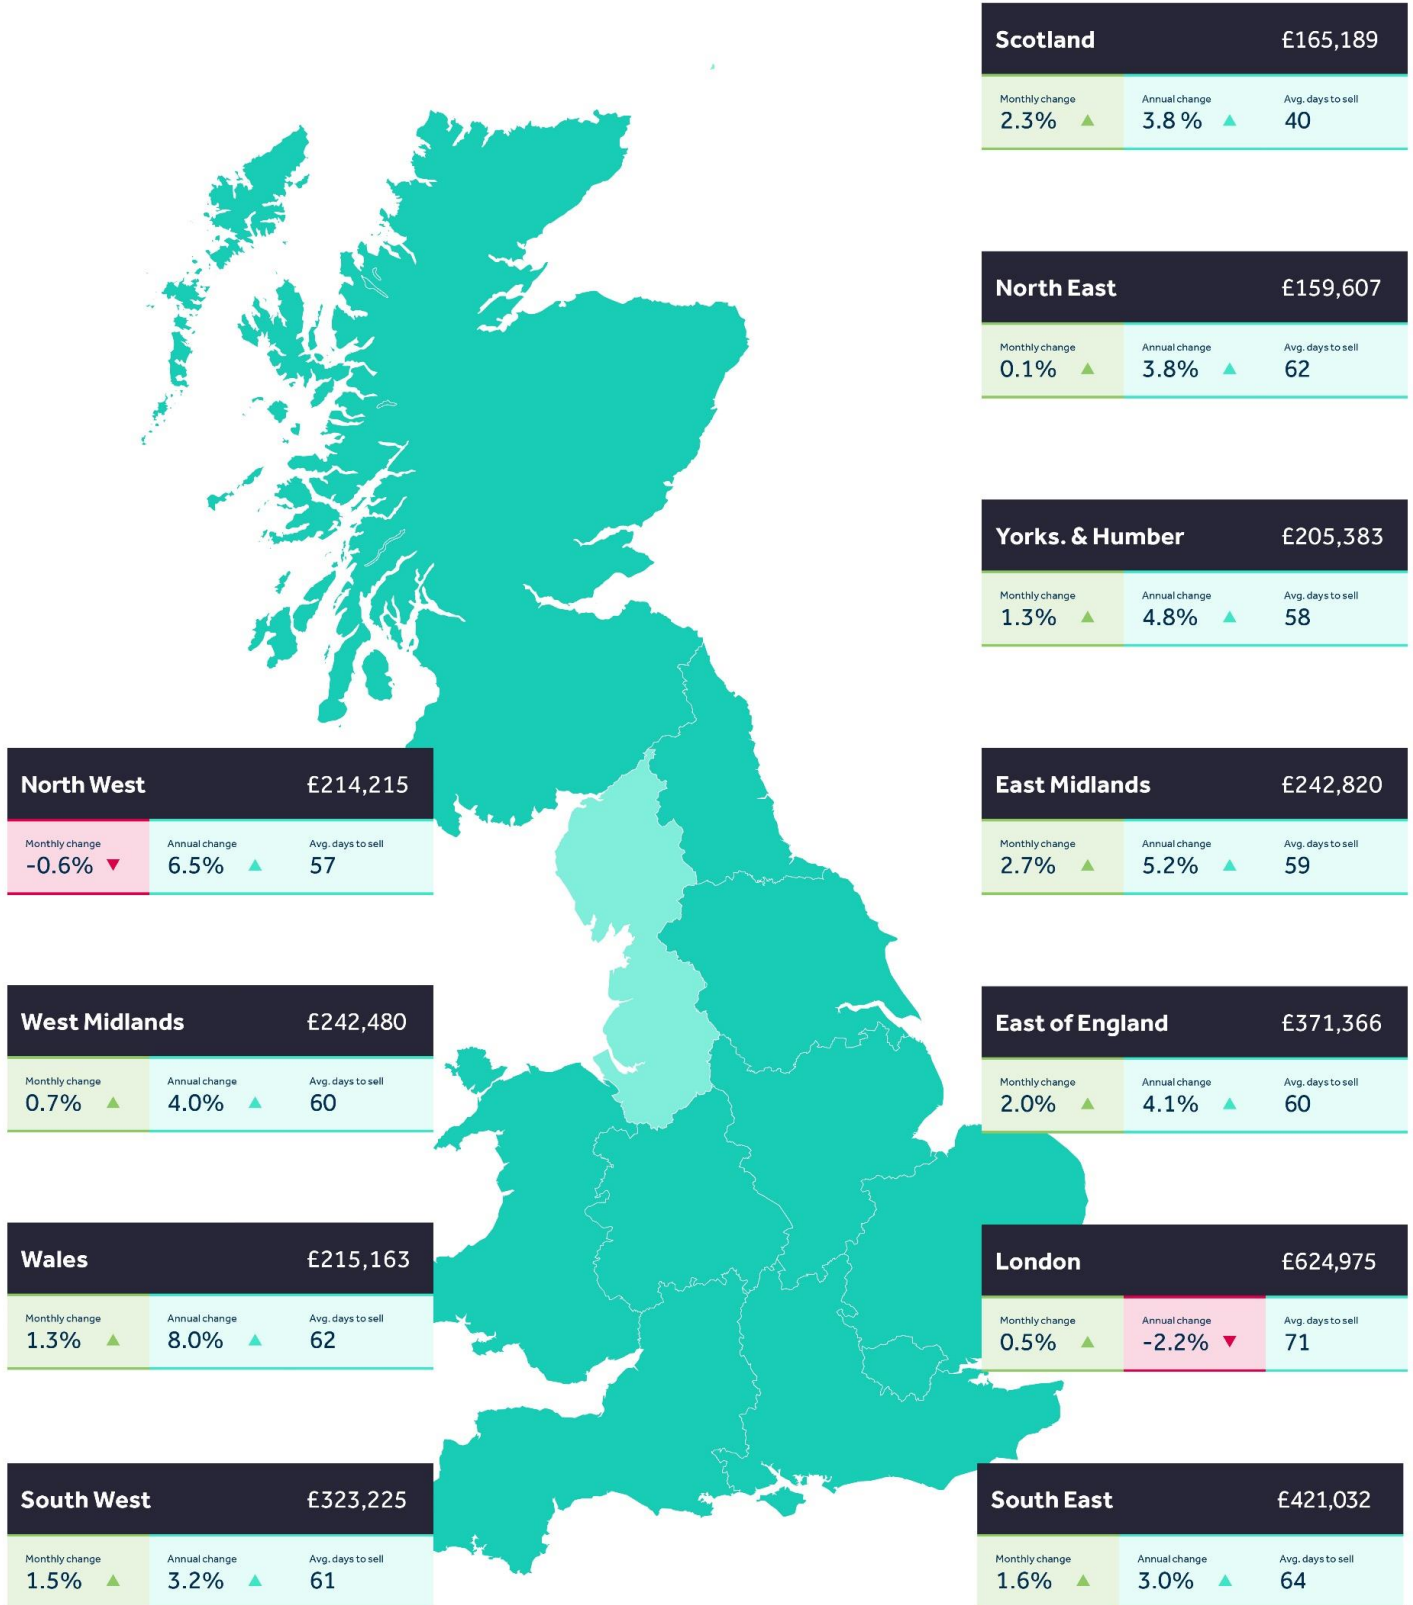 Scotland £165,189
Monthly change Annual change Avg. days to sell
2.3% 3.8 % 40
North East £159,607
Monthly change Annual change Avg. days to sell
0.1% 3.8% 62
Yorks. & Humber £205,383
Monthly change Annual change Avg. days to sell
1.3% 4.8% 58
North West £214,215
Monthly change Annual change Avg. days to sell
-0.6% 6.5% 57
East Midlands £242,820
Monthly change Annual change Avg. days to sell
2.7% 5.2% 59
West Midlands £242,480
Monthly change Annual change Avg. days to sell
0.7% 4.0% 60
East of England £371,366
Monthly change Annual change Avg. days to sell
2.0% 4.1% 60
Wales £215,163
Monthly change Annual change Avg. days to sell
1.3% 8.0% 62
London £624,975
Monthly change Annual change Avg. days to sell
0.5% -2.2% 71
South West £323,225
Monthly change Annual change Avg. days to sell
1.5% 3.2% 61
South East £421,032
Monthly change Annual change Avg. days to sell
1.6% 3.0% 64